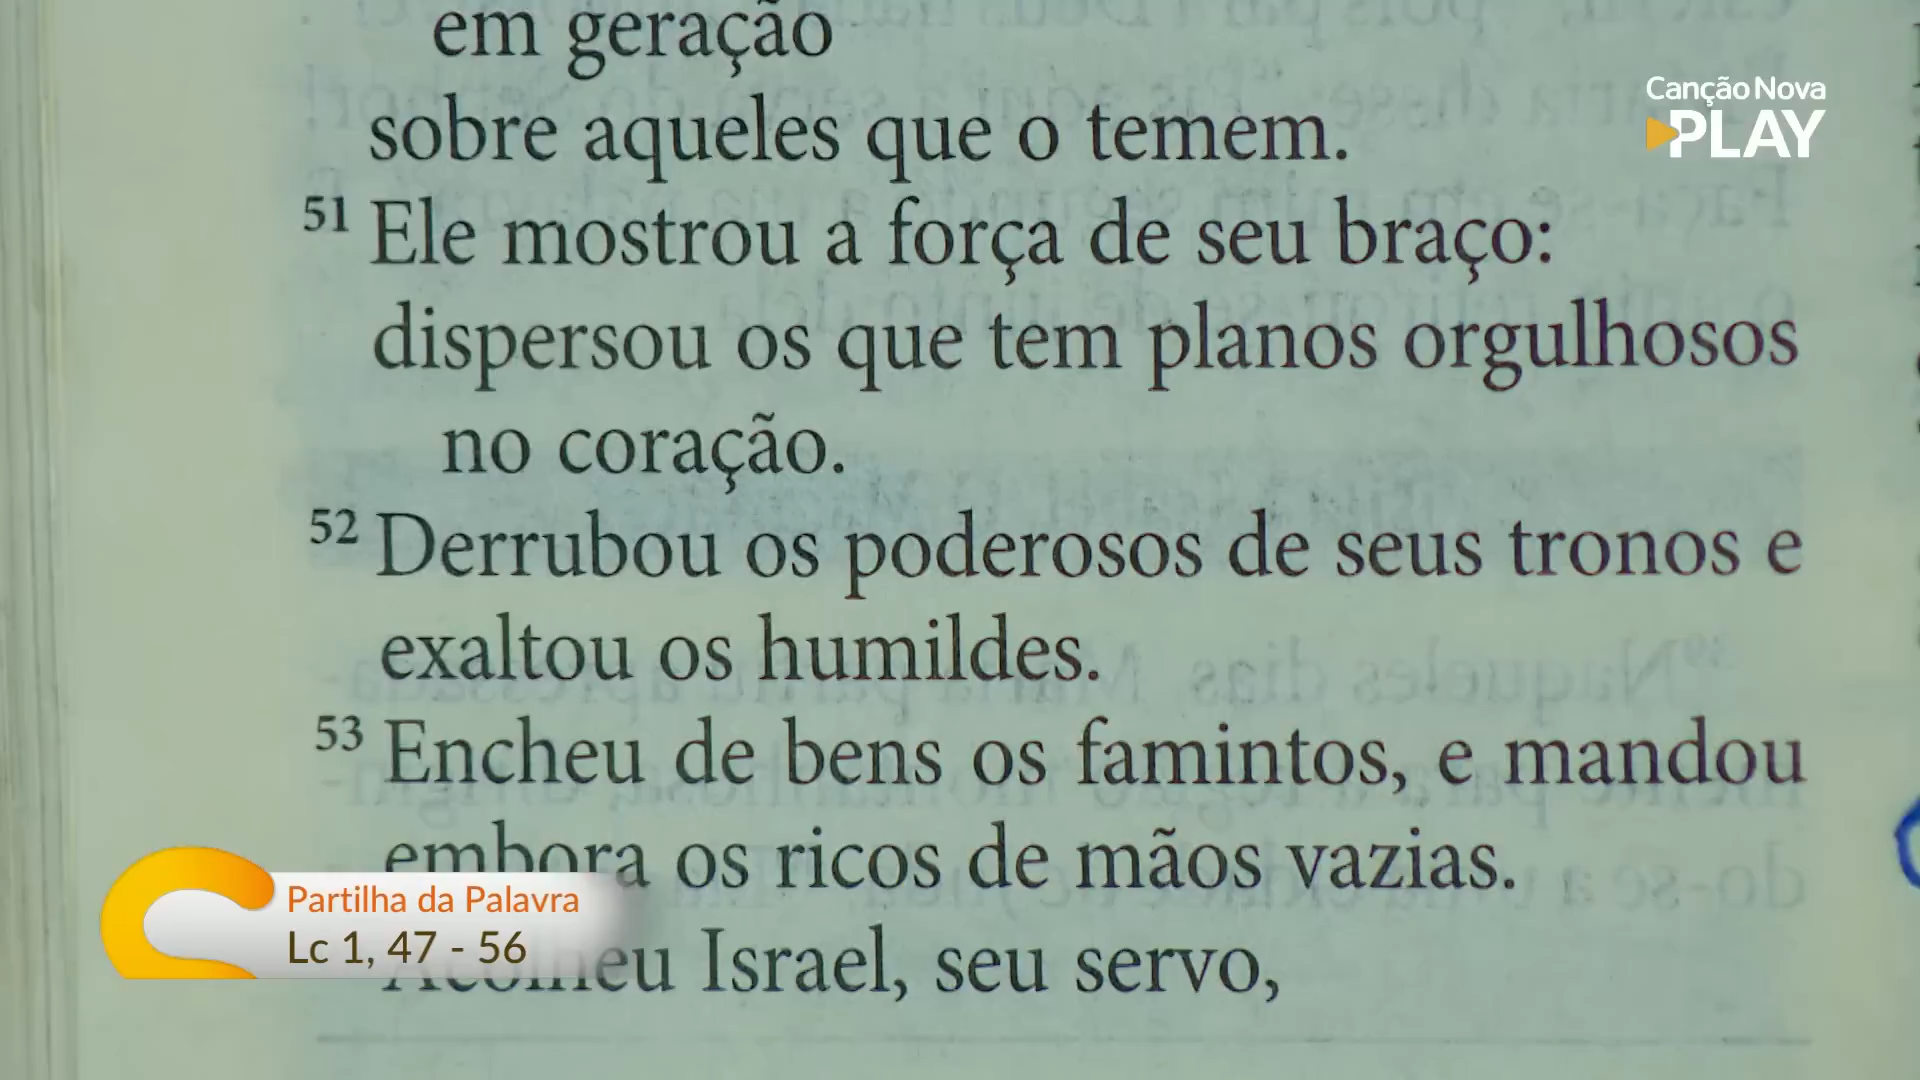 em geração
sobre aqueles que o temem.
51 Ele mostrou a força de seu braço:
dispersou os que tem planos orgulhosos
no coração.
52 Derrubou os poderosos de seus tronos e
exaltou os humildes.
53 Encheu de bens os famintos, e mandou
embora os ricos de mãos vazias.
Acolheu Israel, seu servo,
Canção Nova
PLAY
Partilha da Palavra
Lc 1, 47 - 56